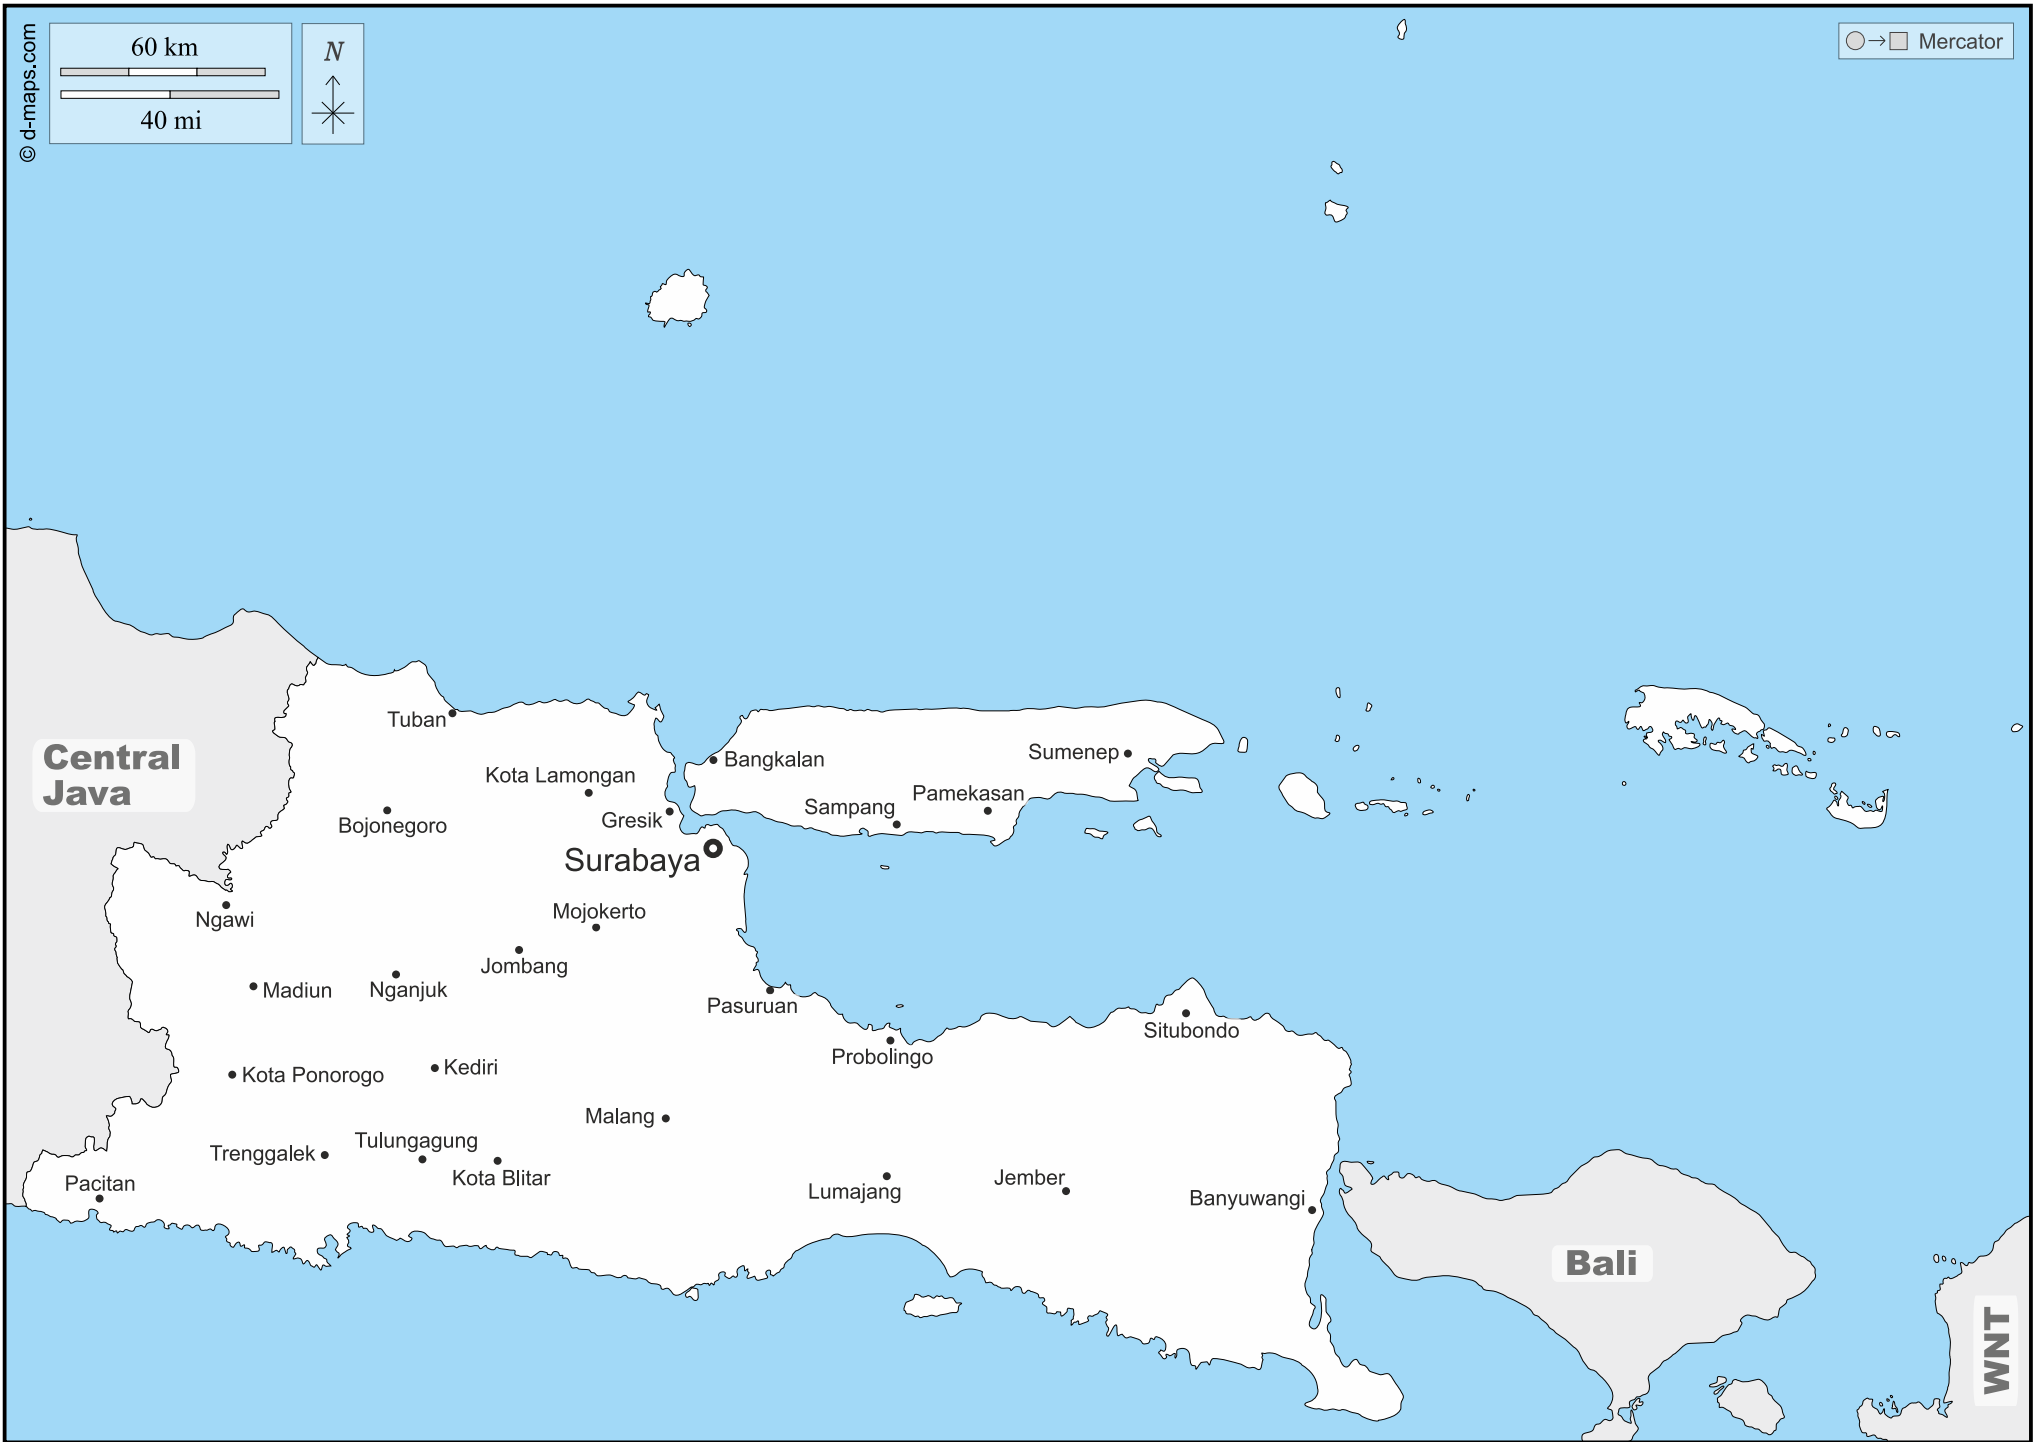 © d-maps.com
60 km
40 mi
N
Mercator
Tuban
Central
Java
Bangkalan
Sumenep
Kota Lamongan
Pamekasan
Sampang
Bojonegoro
Gresik
Surabaya
Ngawi
Mojokerto
Jombang
Madiun
Nganjuk
Pasuruan
Situbondo
Probolingo
Kota Ponorogo
Kediri
Malang
Trenggalek
Tulungagung
Kota Blitar
Pacitan
Lumajang
Jember
Banyuwangi
Bali
WNT